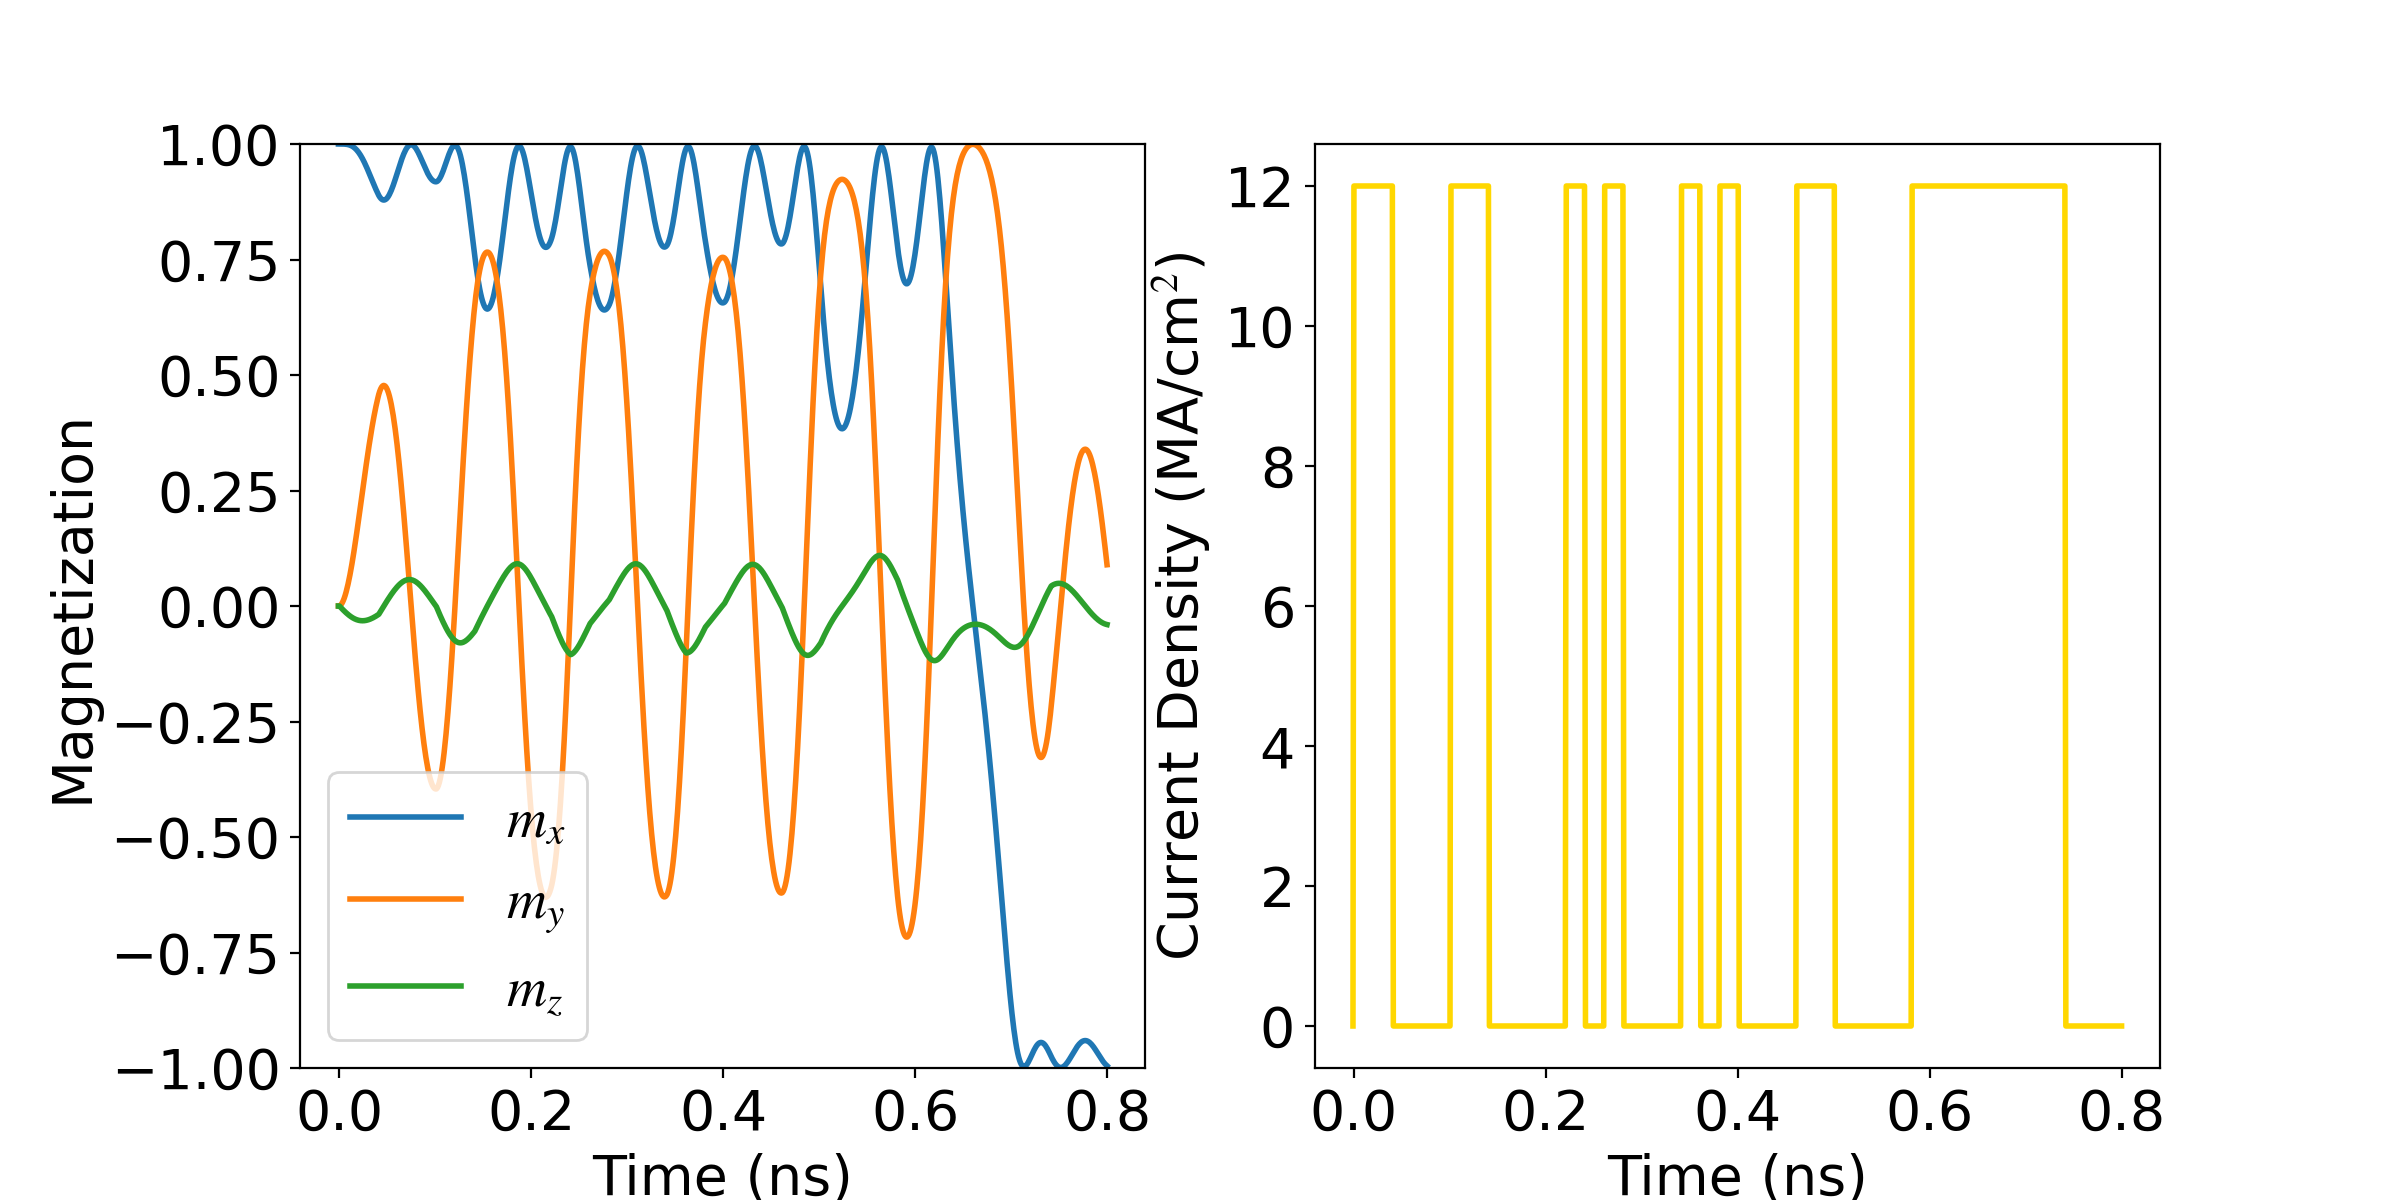 Magnetization
1.00
0.75
0.50
0.25
0.00
−0.25
−0.50
−0.75
−1.00
m_x
m_y
m_z
0.0 0.2 0.4 0.6 0.8
Time (ns)
Current Density (MA/cm²)
12
10
8
6
4
2
0
0.0 0.2 0.4 0.6 0.8
Time (ns)